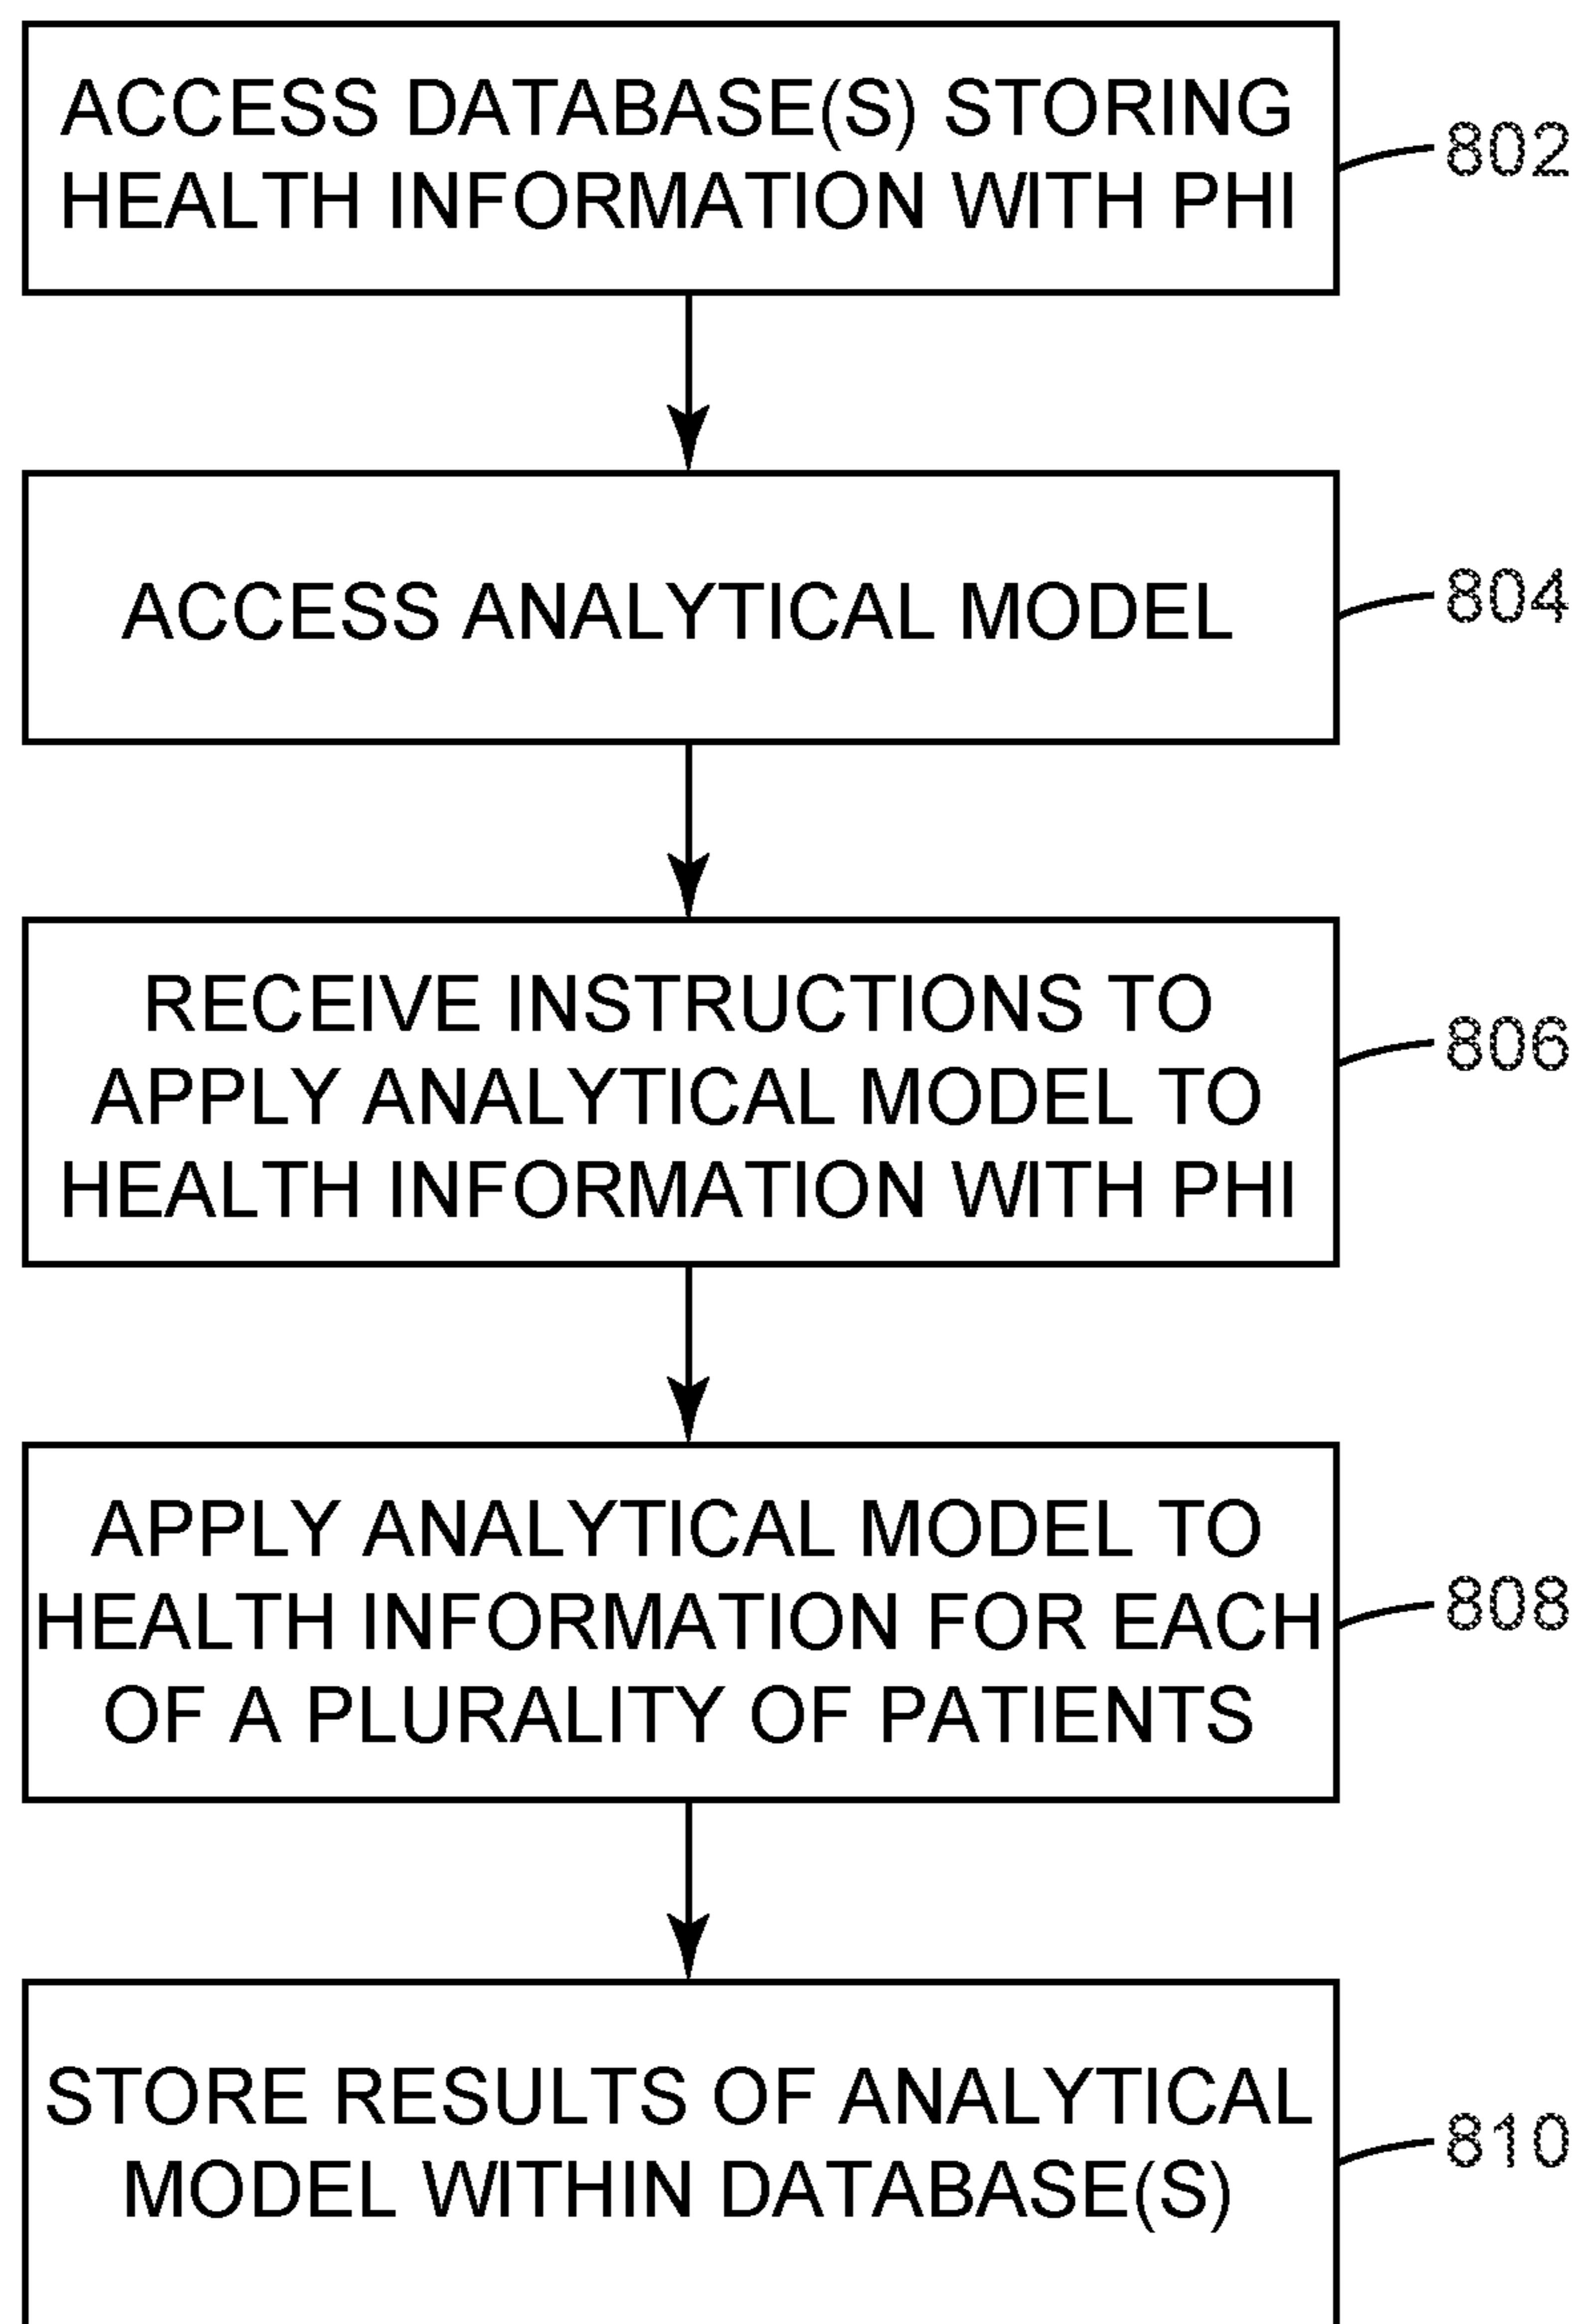 ACCESS DATABASE(S) STORING
HEALTH INFORMATION WITH PHI
802
ACCESS ANALYTICAL MODEL
804
RECEIVE INSTRUCTIONS TO
APPLY ANALYTICAL MODEL TO
HEALTH INFORMATION WITH PHI
806
APPLY ANALYTICAL MODEL TO
HEALTH INFORMATION FOR EACH
OF A PLURALITY OF PATIENTS
808
STORE RESULTS OF ANALYTICAL
MODEL WITHIN DATABASE(S)
810